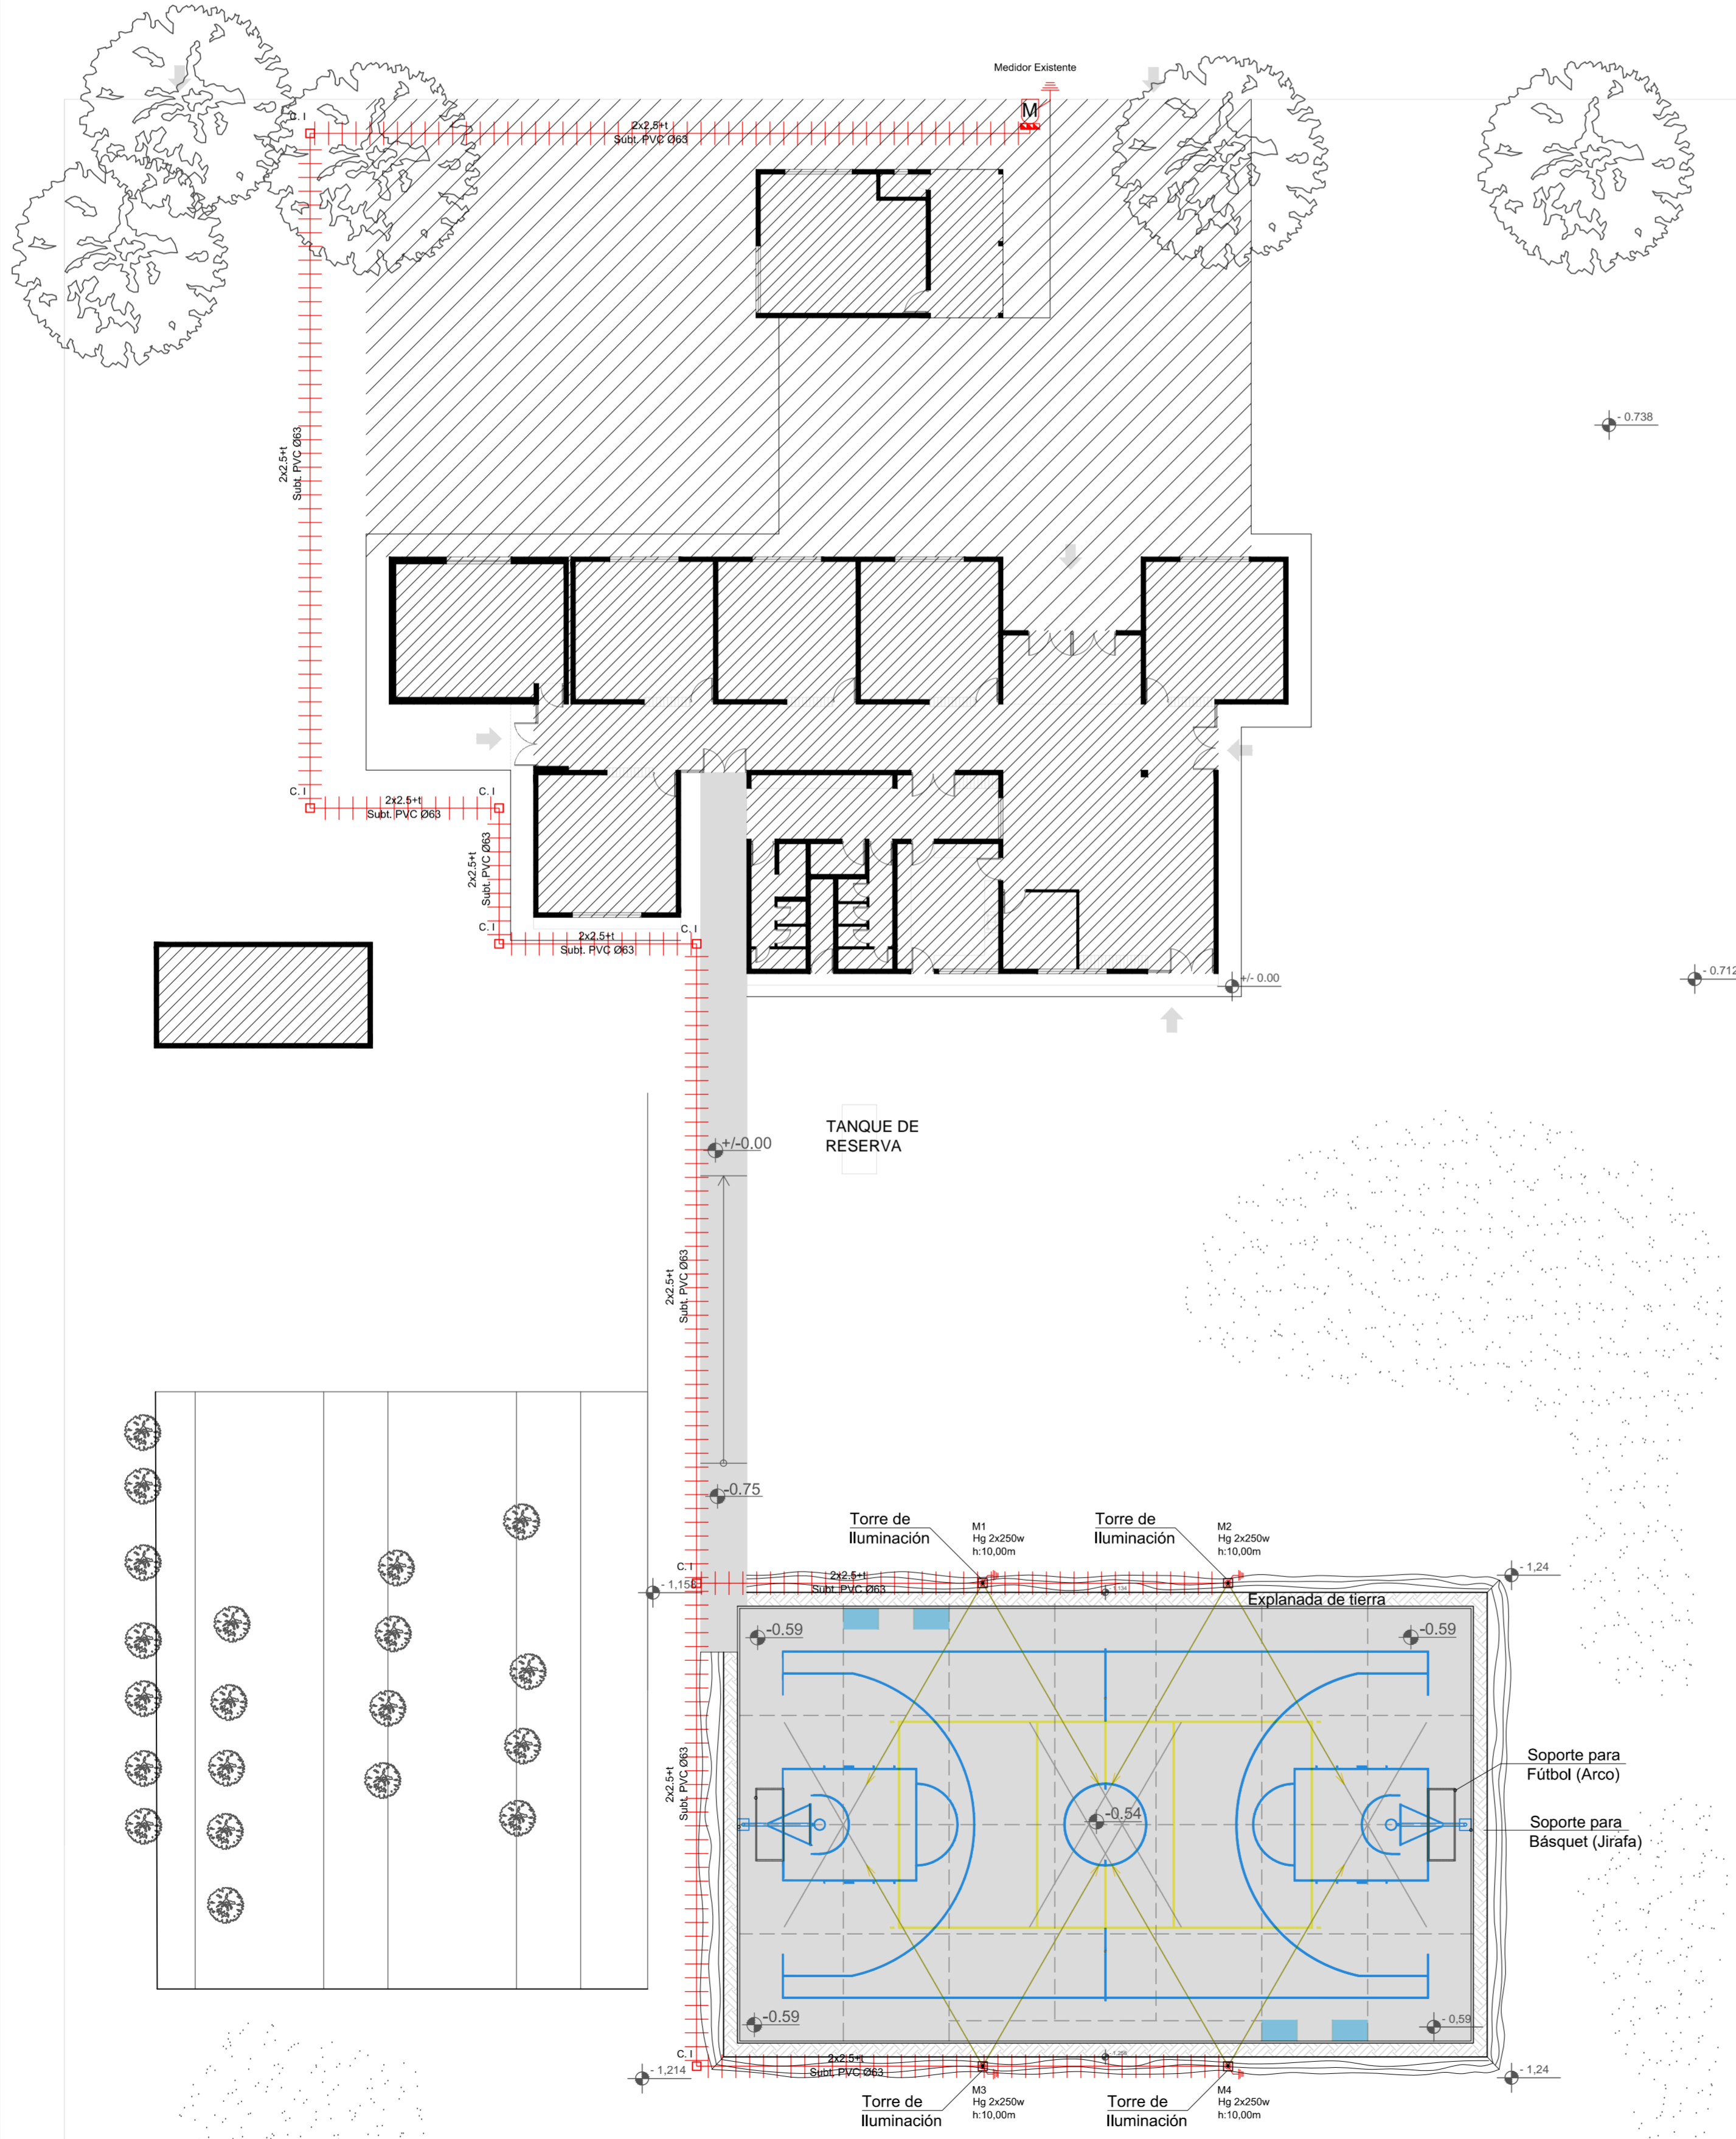 Medidor Existente
M
C. I
2x2.5+t
Subt. PVC Ø63
- 0.738
2x2.5+t
Subt. PVC Ø63
C. I
2x2.5+t
Subt. PVC Ø63
C. I
2x2.5+t
Subt. PVC Ø63
C. I
2x2.5+t
Subt. PVC Ø63
C. I
+/- 0.00
- 0.712
TANQUE DE
RESERVA
+/-0.00
2x2.5+t
Subt. PVC Ø63
-0.75
Torre de
Iluminación
M1
Hg 2x250w
h:10,00m
Torre de
Iluminación
M2
Hg 2x250w
h:10,00m
C. I
2x2.5+t
Subt. PVC Ø63
- 1,24
Explanada de tierra
-0.59
-0.59
2x2.5+t
Subt. PVC Ø63
-0.54
Soporte para
Fútbol (Arco)
Soporte para
Básquet (Jirafa)
-0.59
- 0,59
C. I
2x2.5+t
Subt. PVC Ø63
- 1,214
- 1,24
Torre de
Iluminación
M3
Hg 2x250w
h:10,00m
Torre de
Iluminación
M4
Hg 2x250w
h:10,00m